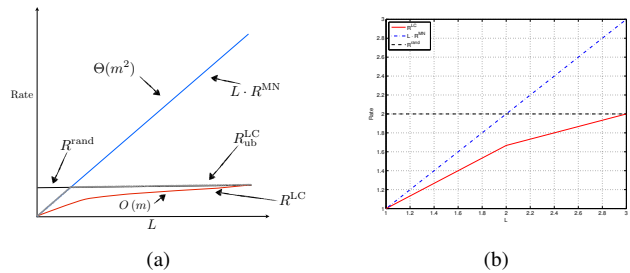 Rate
Θ(m²)
L · R^MN
R^rand
R^LC_ub
O(m)
R^LC
L
(a)
3
2.8
2.6
2.4
2.2
2
1.8
1.6
1.4
1.2
1
Rate
R^LC
L · R^MN
R^rand
1 1.2 1.4 1.6 1.8 2 2.2 2.4 2.6 2.8 3
L
(b)